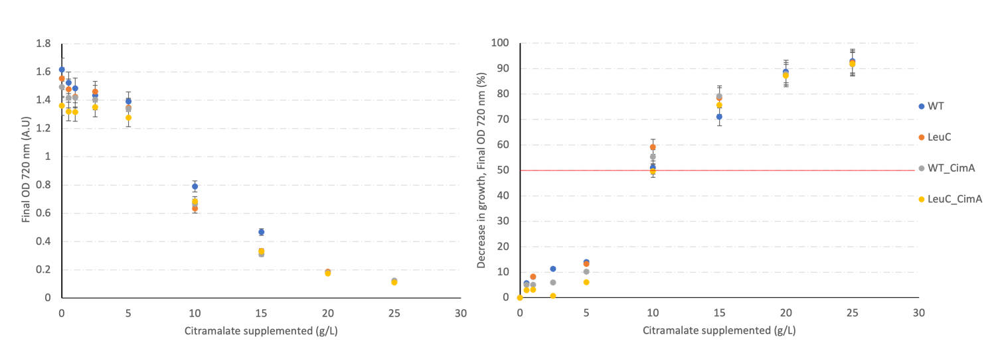 Final OD 720 nm (A.U)
1.8
1.6
1.4
1.2
1
0.8
0.6
0.4
0.2
0
0 5 10 15 20 25 30
Citramalate supplemented (g/L)
Decrease in growth, Final OD 720 nm (%)
100
90
80
70
60
50
40
30
20
10
0
0 5 10 15 20 25 30
Citramalate supplemented (g/L)
WT
LeuC
WT_CimA
LeuC_CimA